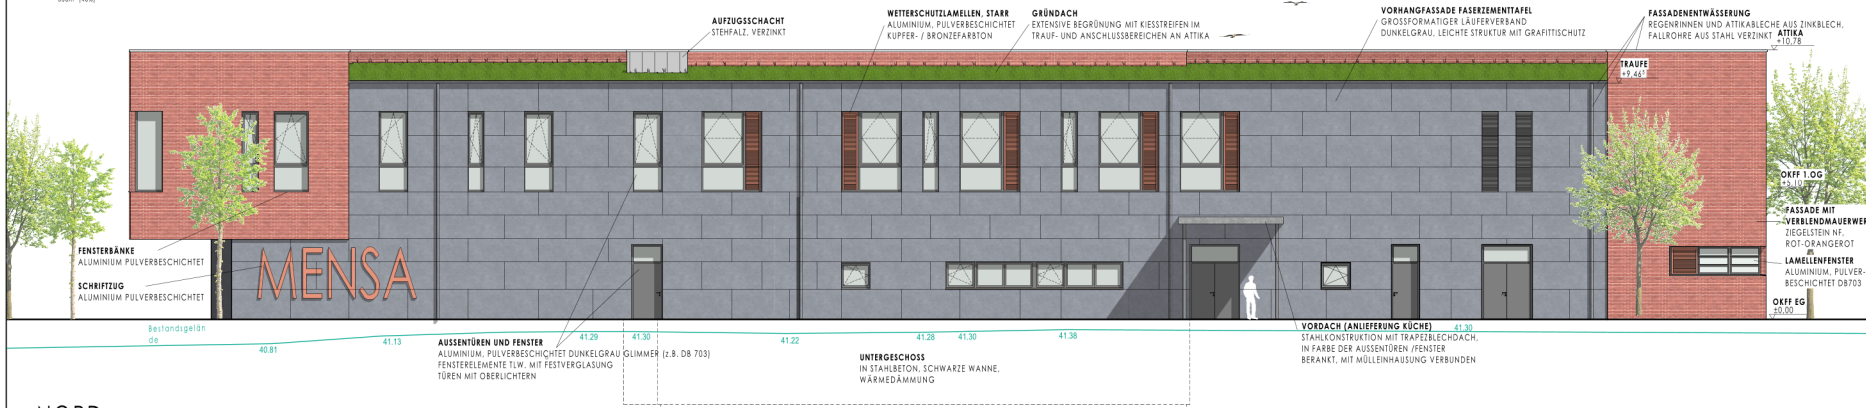 AUFZUGSSCHACHT
STEHFALZ, VERZINKT
WETTERSCHUTZLAMELLEN, STARR
ALUMINIUM, PULVERBESCHICHTET
KUPFER- / BRONZEFARBTON
GRÜNDACH
EXTENSIVE BEGRÜNUNG MIT KIESSTREIFEN IM
TRAUF- UND ANSCHLUSSBEREICHEN AN ATTIKA
VORHANGFASSADE FASERZEMENTTAFEL
GROSSFORMATIGER LÄUFERVERBAND
DUNKELGRAU, LEICHTE STRUKTUR MIT GRAFITTISCHUTZ
FASSADENENTWÄSSERUNG
REGENRINNEN UND ATTIKABLECHE AUS ZINKBLECH,
FALLROHRE AUS STAHL VERZINKT
ATTIKA
+10,78
TRAUFE
+9,46⁵
OKFF 1.OG
+5,10
FASSADE MIT
VERBLENDMAUERWER
ZIEGELSTEIN NF,
ROT-ORANGEROT
LAMELLENFENSTER
ALUMINIUM, PULVER-
BESCHICHTET DB703
OKFF EG
±0,00
FENSTERBÄNKE
ALUMINIUM PULVERBESCHICHTET
SCHRIFTZUG
ALUMINIUM PULVERBESCHICHTET
MENSA
Bestandsgelän
de
40.81
41.13
41.29
41.30
41.22
41.28
41.30
41.38
41.30
AUSSENTÜREN UND FENSTER
ALUMINIUM, PULVERBESCHICHTET DUNKELGRAU GLIMMER (z.B. DB 703)
FENSTERELEMENTE TLW. MIT FESTVERGLASUNG
TÜREN MIT OBERLICHTERN
UNTERGESCHOSS
IN STAHLBETON, SCHWARZE WANNE,
WÄRMEDÄMMUNG
VORDACH (ANLIEFERUNG KÜCHE)
STAHLKONSTRUKTION MIT TRAPEZBLECHDACH,
IN FARBE DER AUSSENTÜREN /FENSTER
BERANKT, MIT MÜLLEINHAUSUNG VERBUNDEN
NORD